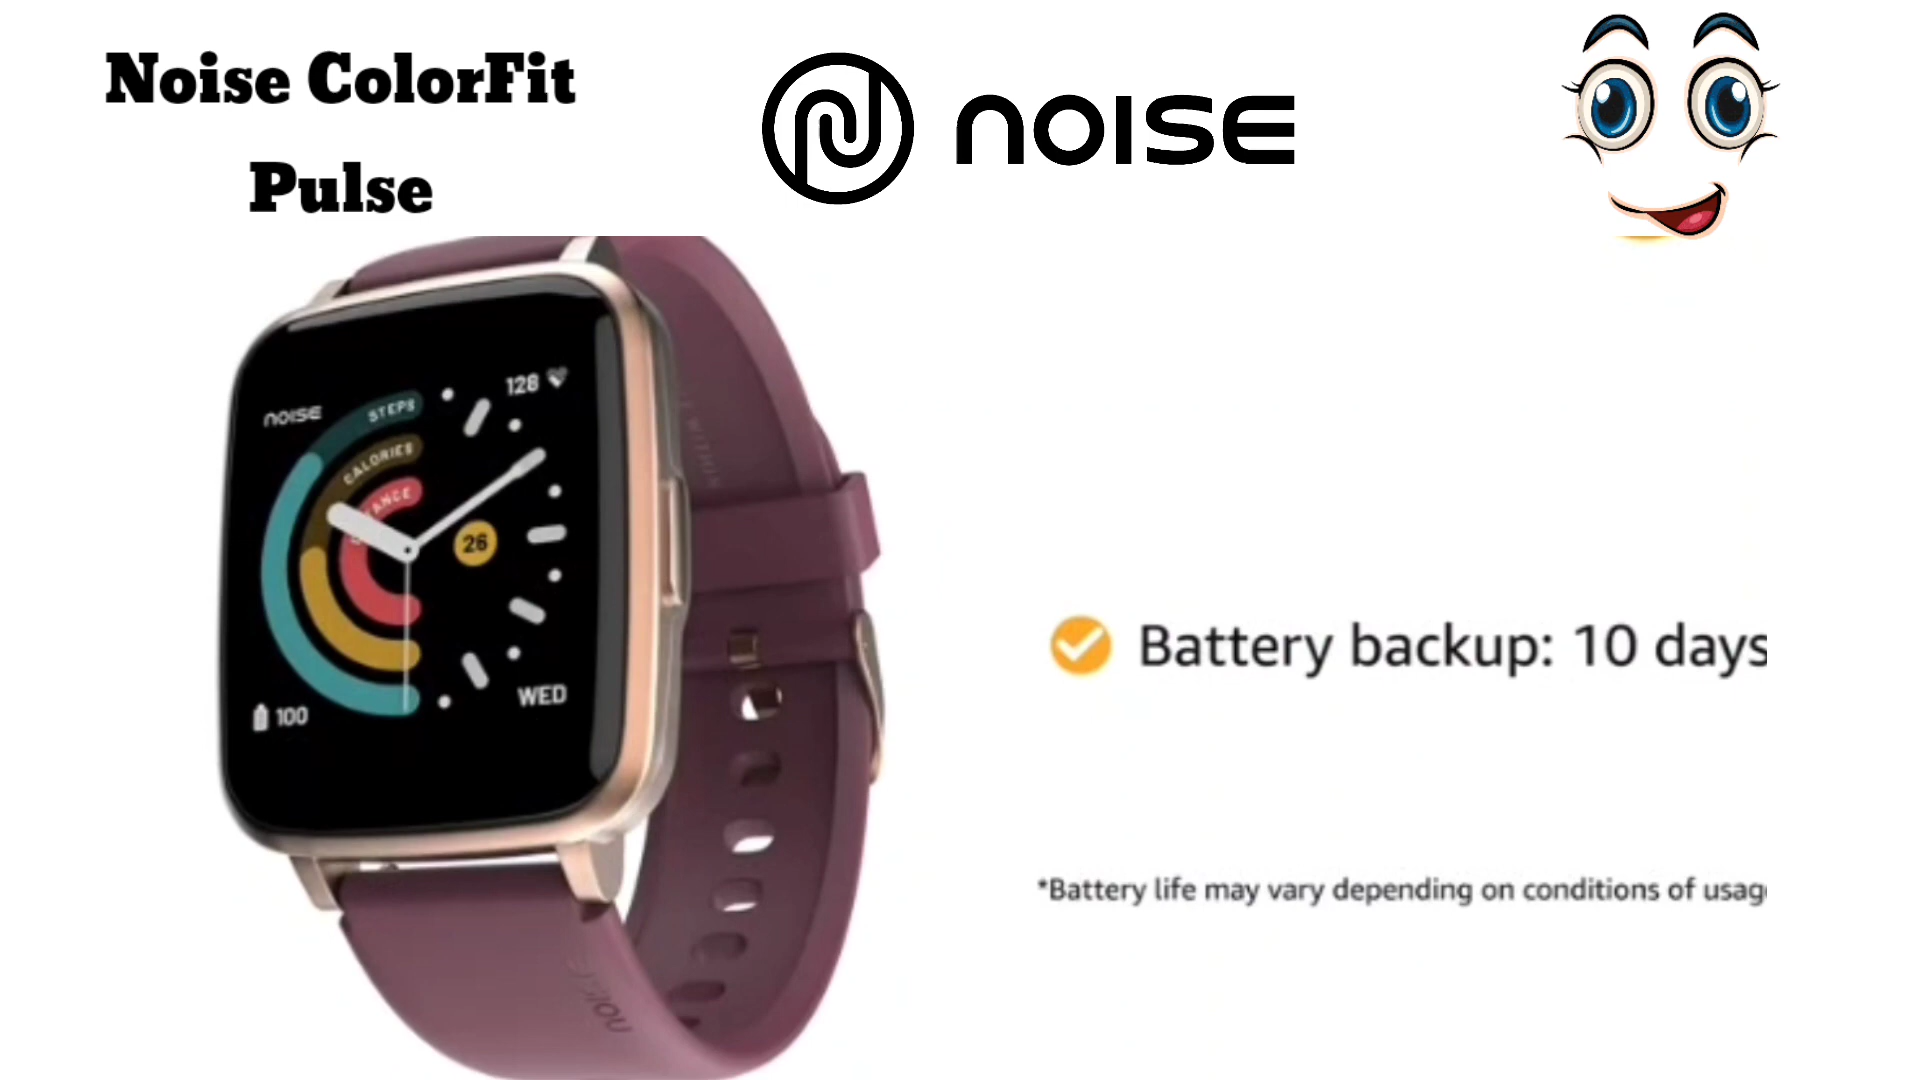 Noise ColorFit
Pulse
NOISE
128
NOISE
STEPS
CALORIES
26
WED
100
Battery backup: 10 days
*Battery life may vary depending on conditions of usag
noise